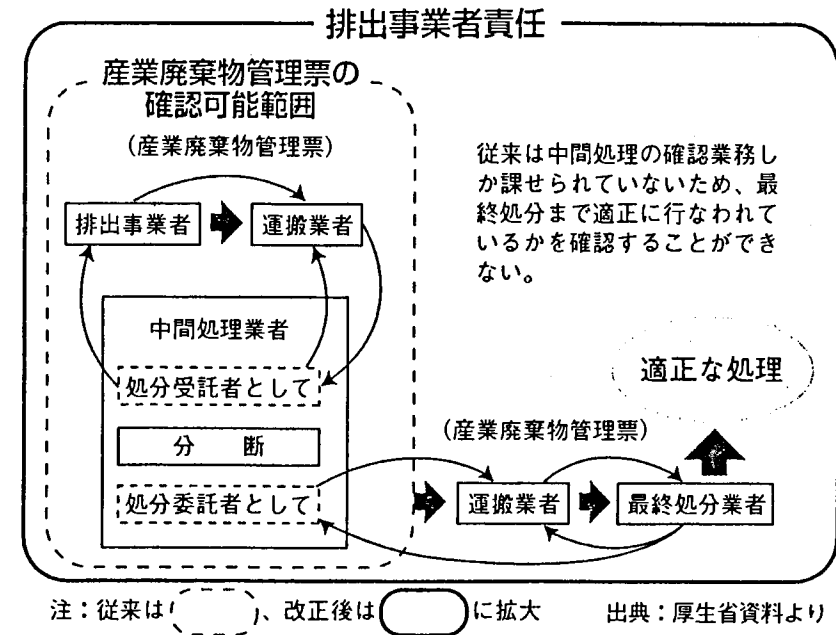 排出事業者責任
産業廃棄物管理票の
確認可能範囲
(産業廃棄物管理票)
排出事業者
運搬業者
従来は中間処理の確認業務し
か課せられていないため、最
終処分まで適正に行なわれて
いるかを確認することができ
ない。
中間処理業者
処分受託者として
分 断
処分委託者として
適正な処理
(産業廃棄物管理票)
運搬業者
最終処分業者
注：従来は 、改正後は に拡大
出典：厚生省資料より